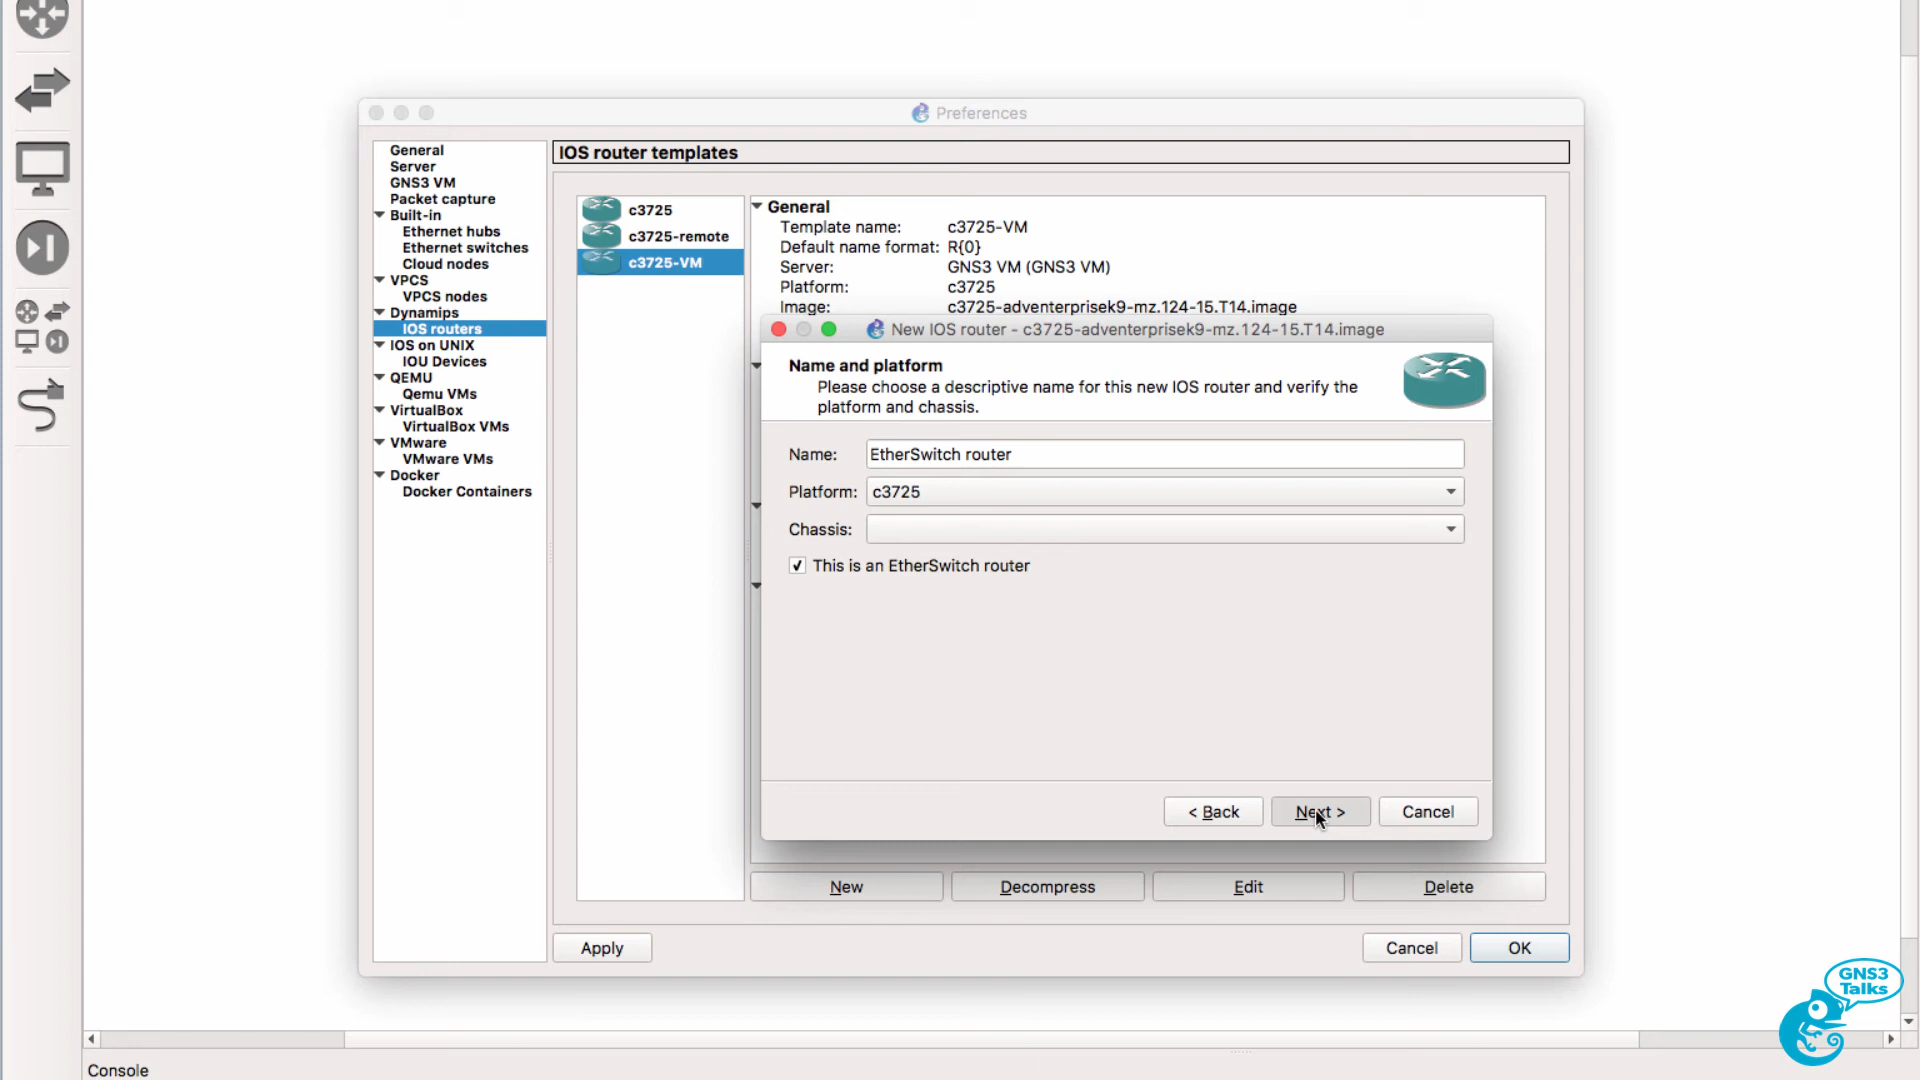 Preferences
General
Server
GNS3 VM
Packet capture
Built-in
Ethernet hubs
Ethernet switches
Cloud nodes
VPCS
VPCS nodes
Dynamips
IOS routers
IOS on UNIX
IOU Devices
QEMU
Qemu VMs
VirtualBox
VirtualBox VMs
VMware
VMware VMs
Docker
Docker Containers
IOS router templates
c3725
c3725-remote
c3725-VM
General
Template name: c3725-VM
Default name format: R{0}
Server: GNS3 VM (GNS3 VM)
Platform: c3725
Image: c3725-adventerprisek9-mz.124-15.T14.image
New IOS router - c3725-adventerprisek9-mz.124-15.T14.image
Name and platform
Please choose a descriptive name for this new IOS router and verify the
platform and chassis.
Name: EtherSwitch router
Platform: c3725
Chassis:
This is an EtherSwitch router
< Back Next > Cancel
New Decompress Edit Delete
Apply Cancel OK
GNS3
Talks
Console